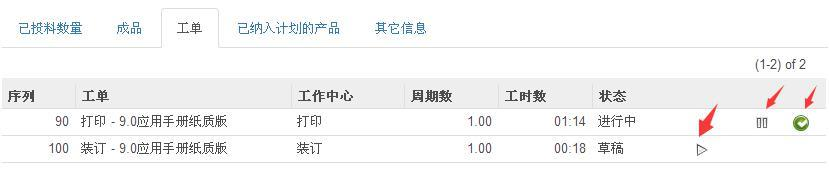 已投料数量 成品 工单 已纳入计划的产品 其它信息
(1-2) of 2
序列 工单 工作中心 周期数 工时数 状态
90 打印 - 9.0应用手册纸质版 打印 1.00 01:14 进行中
100 装订 - 9.0应用手册纸质版 装订 1.00 00:18 草稿